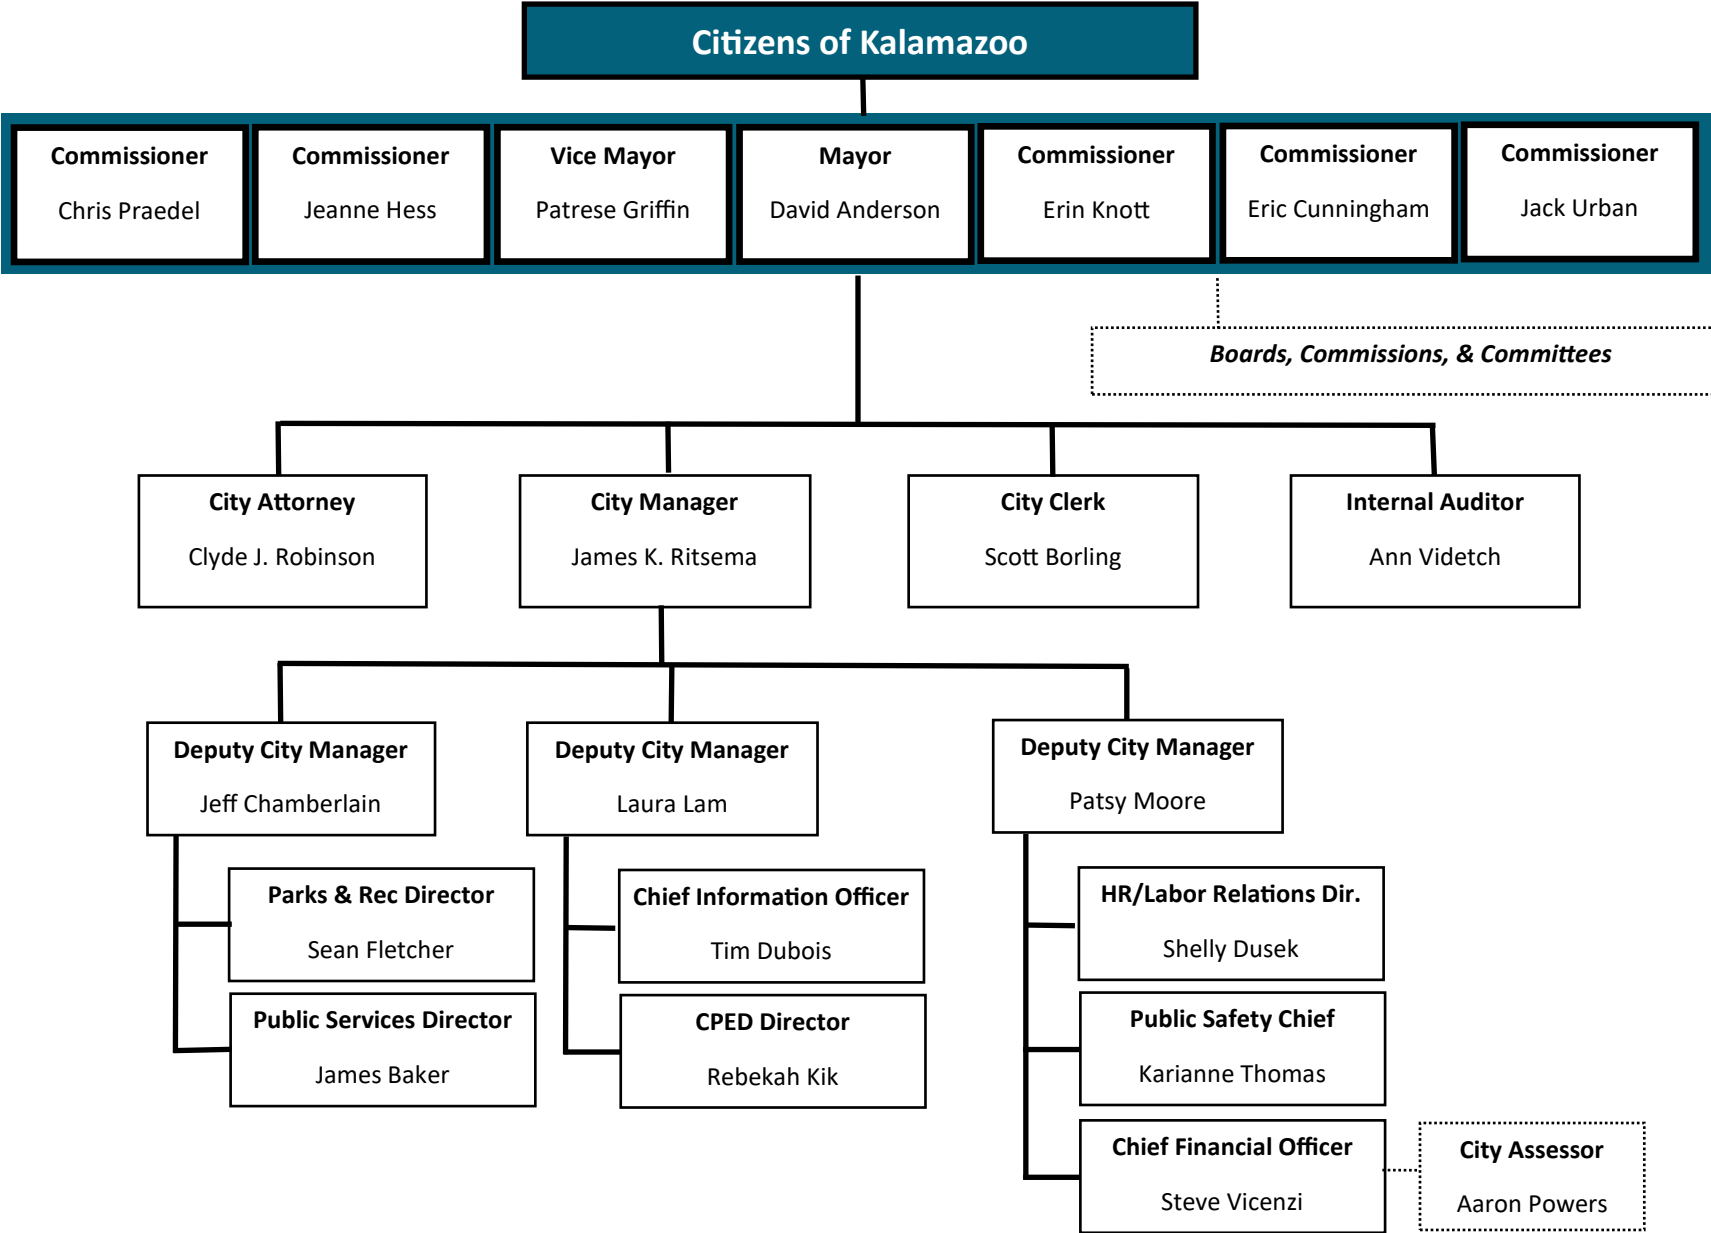 Citizens of Kalamazoo
Commissioner
Chris Praedel
Commissioner
Jeanne Hess
Vice Mayor
Patrese Griffin
Mayor
David Anderson
Commissioner
Erin Knott
Commissioner
Eric Cunningham
Commissioner
Jack Urban
Boards, Commissions, & Committees
City Attorney
Clyde J. Robinson
City Manager
James K. Ritsema
City Clerk
Scott Borling
Internal Auditor
Ann Videtch
Deputy City Manager
Jeff Chamberlain
Parks & Rec Director
Sean Fletcher
Public Services Director
James Baker
Deputy City Manager
Laura Lam
Chief Information Officer
Tim Dubois
CPED Director
Rebekah Kik
Deputy City Manager
Patsy Moore
HR/Labor Relations Dir.
Shelly Dusek
Public Safety Chief
Karianne Thomas
Chief Financial Officer
Steve Vicenzi
City Assessor
Aaron Powers